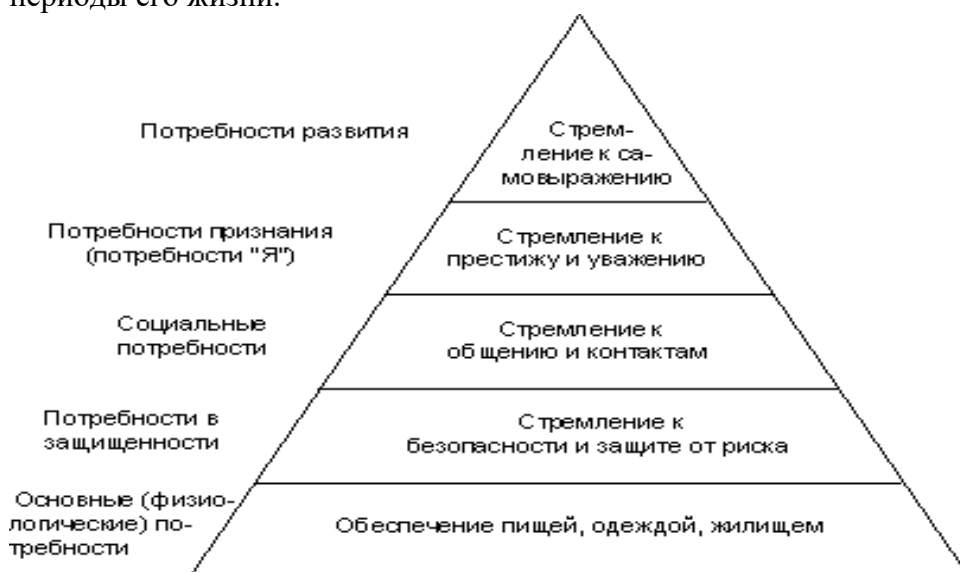 периоды его жизни.
Потребности развития
Стрем-
ление к са-
мовыражению
Потребности признания
(потребности "Я")
Стремление к
престижу и уважению
Социальные
потребности
Стремление к
общению и контактам
Потребности в
защищенности
Стремление к
безопасности и защите от риска
Основные (физио-
логические) по-
требности
Обеспечение пищей, одеждой, жилищем